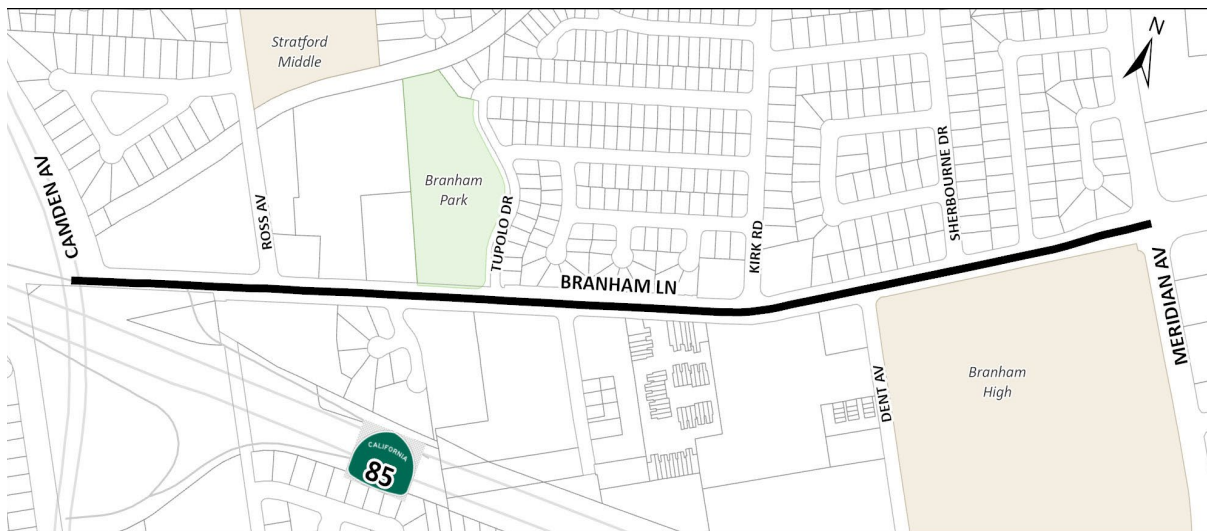 Stratford
Middle
N
CAMDEN AV
ROSS AV
Branham
Park
TUPOLO DR
KIRK RD
SHERBOURNE DR
BRANHAM LN
MERIDIAN AV
DENT AV
Branham
High
CALIFORNIA
85